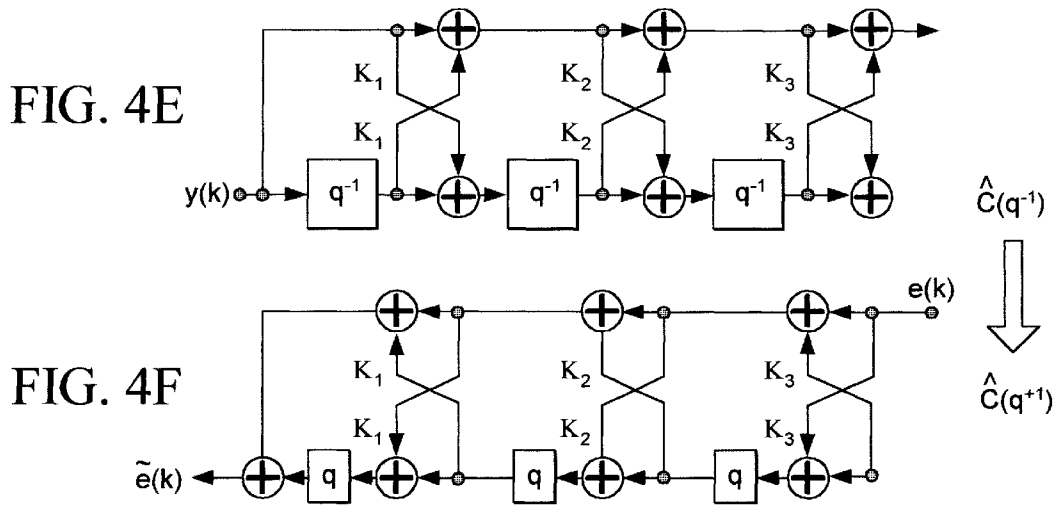 FIG. 4E
K₁ K₂ K₃
K₁ K₂ K₃
y(k) q⁻¹ q⁻¹ q⁻¹
Ĉ(q⁻¹)
e(k)
FIG. 4F
K₁ K₂ K₃
K₁ K₂ K₃
Ĉ(q⁺¹)
ẽ(k) q q q